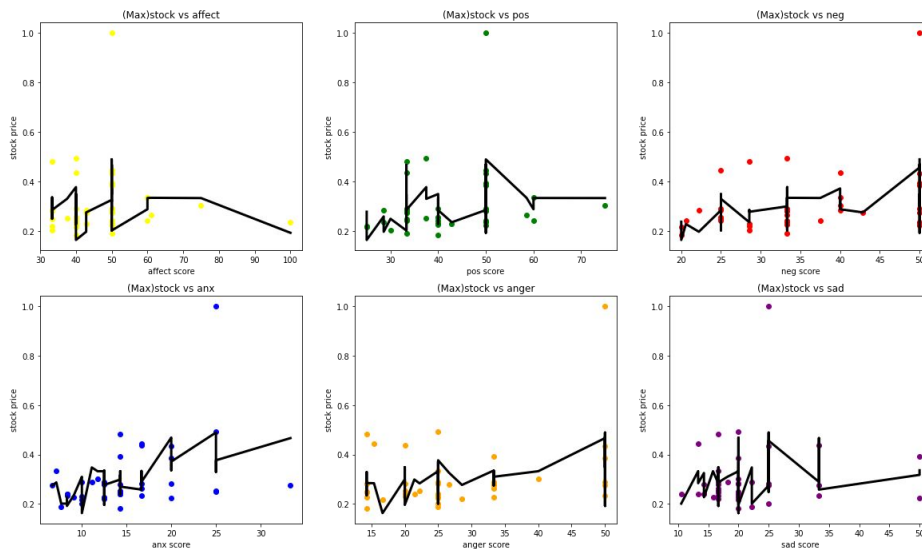 (Max)stock vs affect
stock price
1.0
0.8
0.6
0.4
0.2
30 40 50 60 70 80 90 100
affect score
(Max)stock vs pos
stock price
1.0
0.8
0.6
0.4
0.2
30 40 50 60 70
pos score
(Max)stock vs neg
stock price
1.0
0.8
0.6
0.4
0.2
20 25 30 35 40 45 50
neg score
(Max)stock vs anx
stock price
1.0
0.8
0.6
0.4
0.2
10 15 20 25 30
anx score
(Max)stock vs anger
stock price
1.0
0.8
0.6
0.4
0.2
15 20 25 30 35 40 45 50
anger score
(Max)stock vs sad
stock price
1.0
0.8
0.6
0.4
0.2
10 15 20 25 30 35 40 45 50
sad score